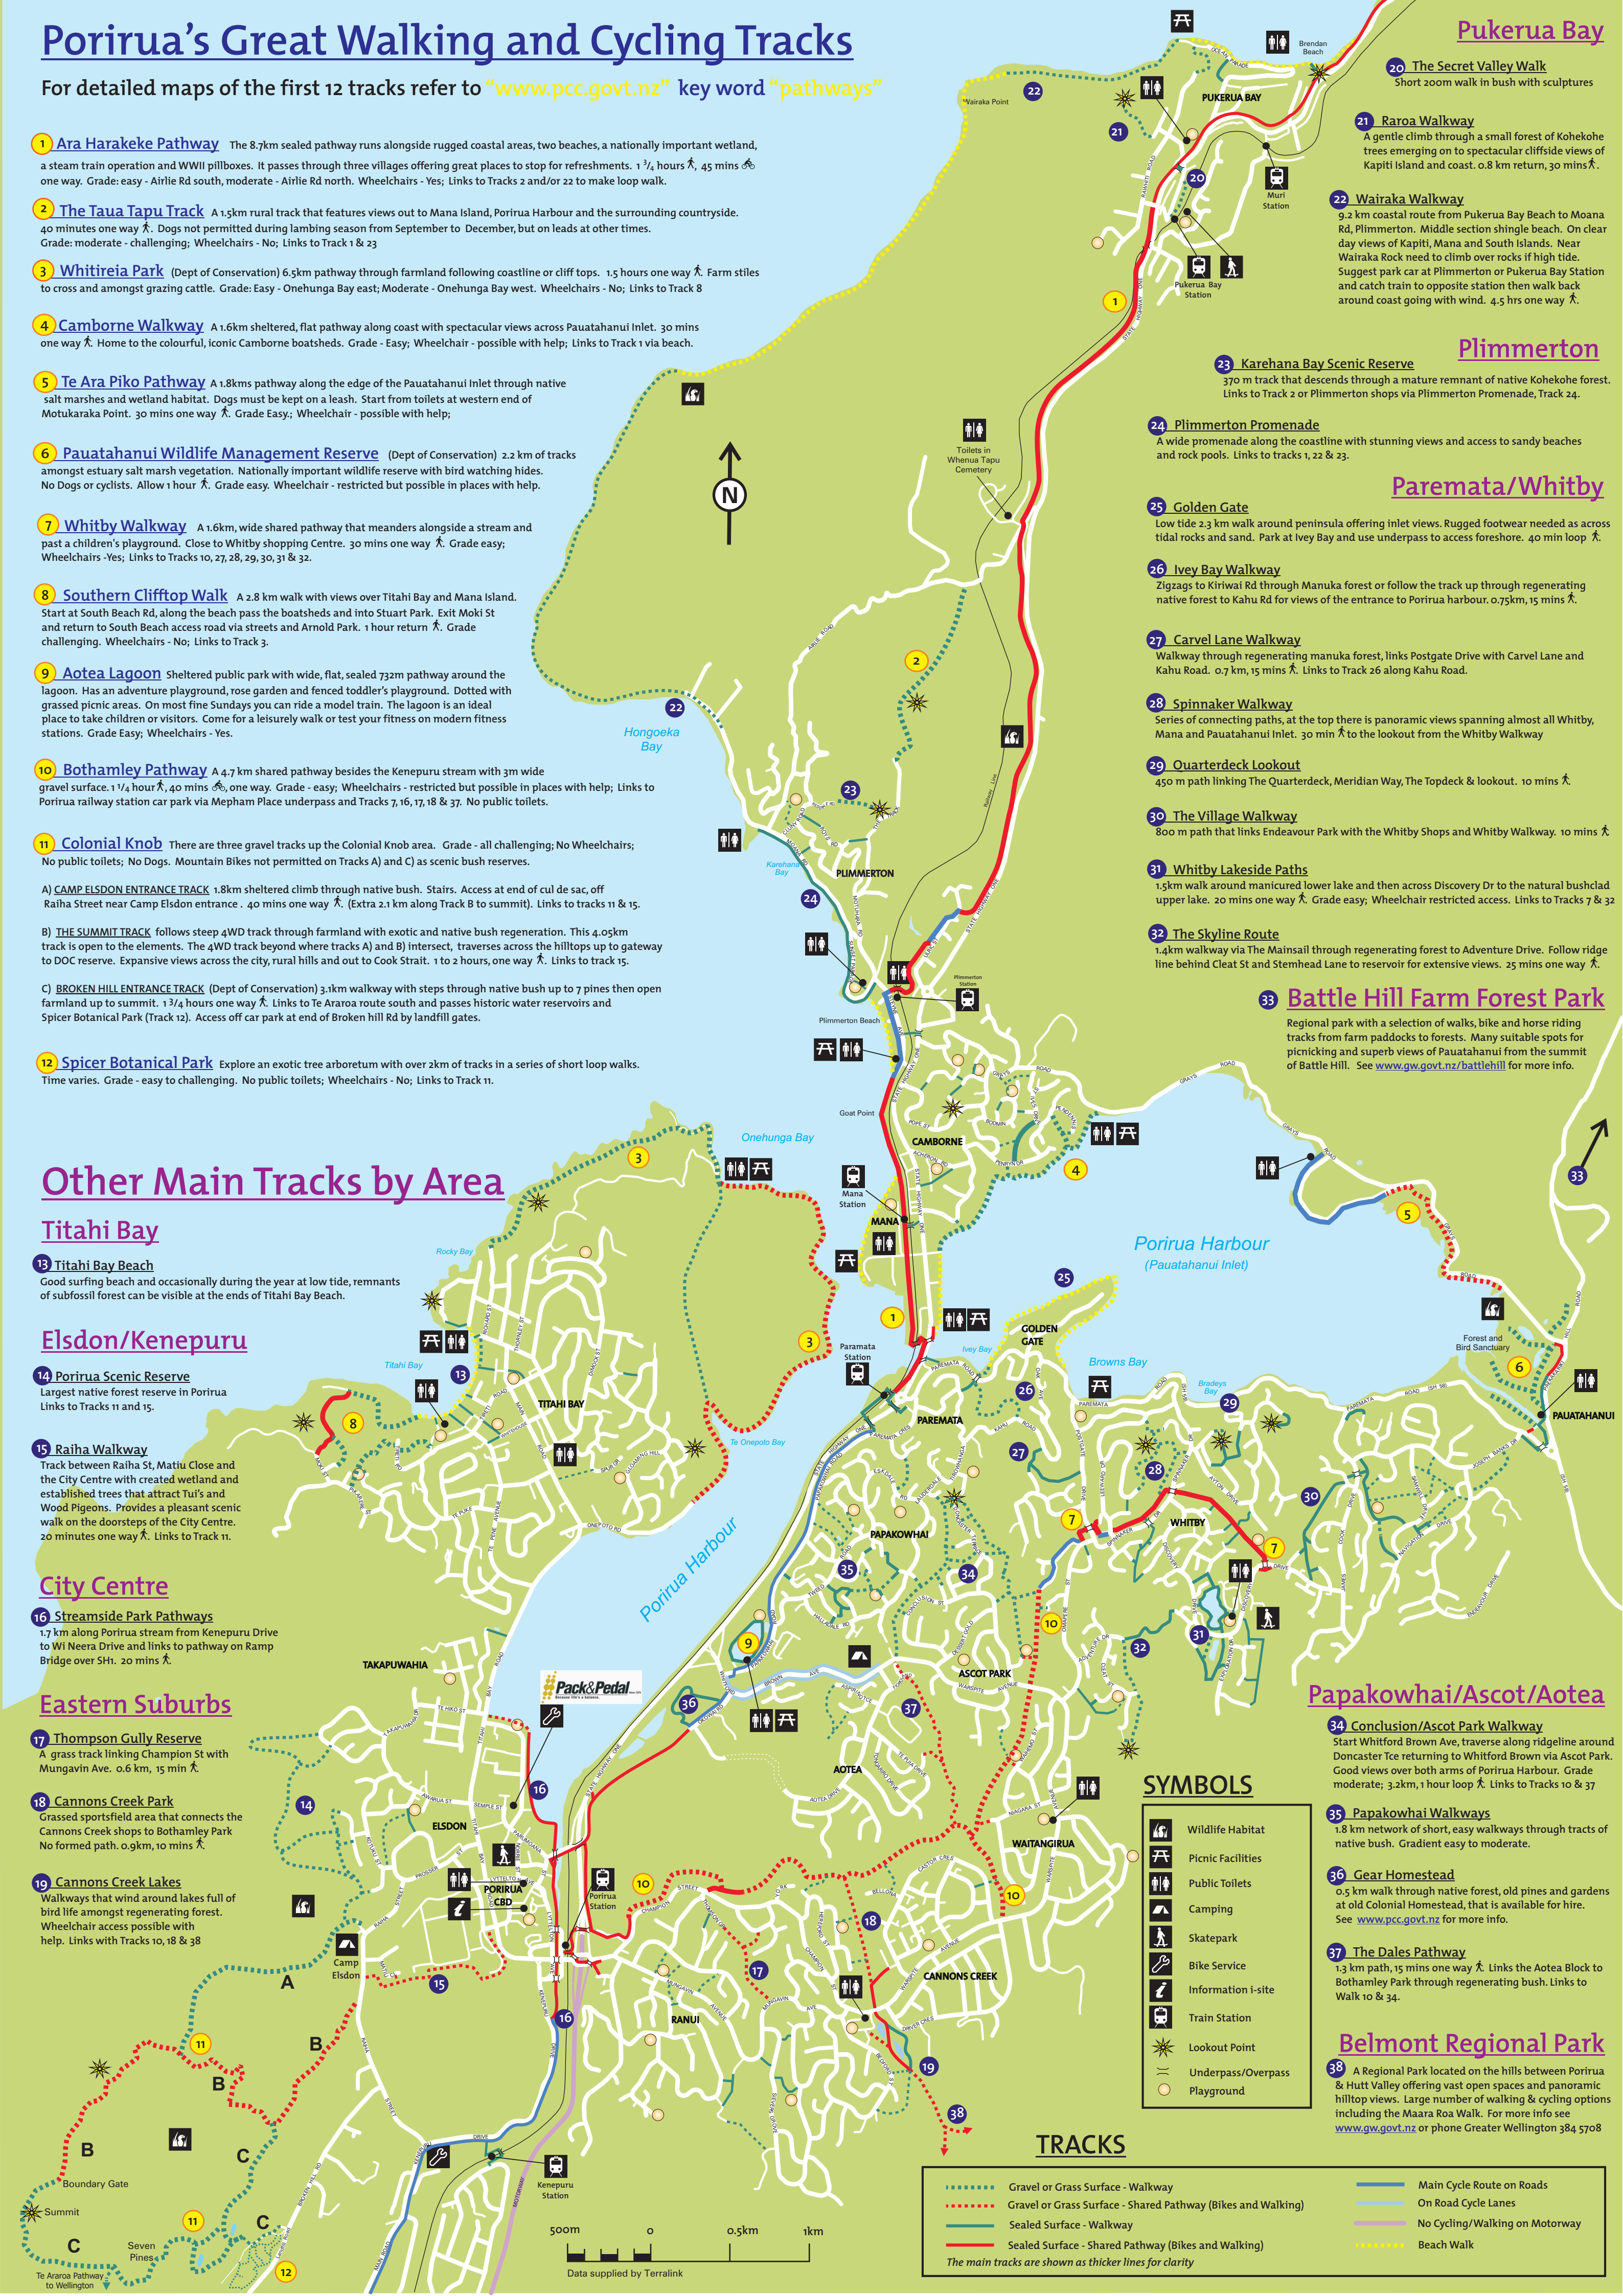 Porirua's Great Walking and Cycling Tracks
For detailed maps of the first 12 tracks refer to "www.pcc.govt.nz" key word "pathways"
1 Ara Harakeke Pathway The 8.7km sealed pathway runs alongside rugged coastal areas, two beaches, a nationally important wetland,
a steam train operation and WWII pillboxes. It passes through three villages offering great places to stop for refreshments. 1 3/4 hours, 45 mins
one way. Grade: easy - Airlie Rd south, moderate - Airlie Rd north. Wheelchairs - Yes; Links to Tracks 2 and/or 22 to make loop walk.
2 The Taua Tapu Track A 1.5km rural track that features views out to Mana Island, Porirua Harbour and the surrounding countryside.
40 minutes one way. Dogs not permitted during lambing season from September to December, but on leads at other times.
Grade: moderate - challenging; Wheelchairs - No; Links to Track 1 & 23
3 Whitireia Park (Dept of Conservation) 6.5km pathway through farmland following coastline or cliff tops. 1.5 hours one way Farm stiles
to cross and amongst grazing cattle. Grade: Easy - Onehunga Bay east; Moderate - Onehunga Bay west. Wheelchairs - No; Links to Track 8
4 Camborne Walkway A 1.6km sheltered, flat pathway along coast with spectacular views across Pauatahanui Inlet. 30 mins
one way. Home to the colourful, iconic Camborne boatsheds. Grade - Easy; Wheelchair - possible with help; Links to Track 1 via beach.
5 Te Ara Piko Pathway A 1.8kms pathway along the edge of the Pauatahanui Inlet through native
salt marshes and wetland habitat. Dogs must be kept on a leash. Start from toilets at western end of
Motukaraka Point. 30 mins one way. Grade Easy.; Wheelchair - possible with help;
6 Pauatahanui Wildlife Management Reserve (Dept of Conservation) 2.2 km of tracks
amongst estuary salt marsh vegetation. Nationally important wildlife reserve with bird watching hides.
No Dogs or cyclists. Allow 1 hour. Grade easy. Wheelchair - restricted but possible in places with help.
7 Whitby Walkway A 1.6km, wide shared pathway that meanders alongside a stream and
past a children's playground. Close to Whitby shopping Centre. 30 mins one way. Grade easy;
Wheelchairs -Yes; Links to Tracks 10, 27, 28, 29, 30, 31 & 32.
8 Southern Clifftop Walk A 2.8 km walk with views over Titahi Bay and Mana Island.
Start at South Beach Rd, along the beach pass the boatsheds and into Stuart Park. Exit Moki St
and return to South Beach access road via streets and Arnold Park. 1 hour return. Grade
challenging. Wheelchairs - No; Links to Track 3.
9 Aotea Lagoon Sheltered public park with wide, flat, sealed 732m pathway around the
lagoon. Has an adventure playground, rose garden and fenced toddler's playground. Dotted with
grassed picnic areas. On most fine Sundays you can ride a model train. The lagoon is an ideal
place to take children or visitors. Come for a leisurely walk or test your fitness on modern fitness
stations. Grade Easy; Wheelchairs - Yes.
10 Bothamley Pathway A 4.7 km shared pathway besides the Kenepuru stream with 3m wide
gravel surface. 1 1/4 hour, 40 mins, one way. Grade - easy; Wheelchairs - restricted but possible in places with help; Links to
Porirua railway station car park via Mepham Place underpass and Tracks 7, 16, 17, 18 & 37. No public toilets.
11 Colonial Knob There are three gravel tracks up the Colonial Knob area. Grade - all challenging; No Wheelchairs;
No public toilets; No Dogs. Mountain Bikes not permitted on Tracks A) and C) as scenic bush reserves.
A) CAMP ELSDON ENTRANCE TRACK 1.8km sheltered climb through native bush. Stairs. Access at end of cul de sac, off
Raiha Street near Camp Elsdon entrance . 40 mins one way. (Extra 2.1 km along Track B to summit). Links to tracks 11 & 15.
B) THE SUMMIT TRACK follows steep 4WD track through farmland with exotic and native bush regeneration. This 4.05km
track is open to the elements. The 4WD track beyond where tracks A) and B) intersect, traverses across the hilltops up to gateway
to DOC reserve. Expansive views across the city, rural hills and out to Cook Strait. 1 to 2 hours, one way. Links to track 15.
C) BROKEN HILL ENTRANCE TRACK (Dept of Conservation) 3.1km walkway with steps through native bush up to 7 pines then open
farmland up to summit. 1 3/4 hours one way Links to Te Araroa route south and passes historic water reservoirs and
Spicer Botanical Park (Track 12). Access off car park at end of Broken hill Rd by landfill gates.
12 Spicer Botanical Park Explore an exotic tree arboretum with over 2km of tracks in a series of short loop walks.
Time varies. Grade - easy to challenging. No public toilets; Wheelchairs - No; Links to Track 11.
Other Main Tracks by Area
Titahi Bay
13 Titahi Bay Beach
Good surfing beach and occasionally during the year at low tide, remnants
of subfossil forest can be visible at the ends of Titahi Bay Beach.
Elsdon/Kenepuru
14 Porirua Scenic Reserve
Largest native forest reserve in Porirua
Links to Tracks 11 and 15.
15 Raiha Walkway
Track between Raiha St, Matiu Close and
the City Centre with created wetland and
established trees that attract Tui's and
Wood Pigeons. Provides a pleasant scenic
walk on the doorsteps of the City Centre.
20 minutes one way. Links to Track 11.
City Centre
16 Streamside Park Pathways
1.7 km along Porirua stream from Kenepuru Drive
to Wi Neera Drive and links to pathway on Ramp
Bridge over SH1. 20 mins.
Eastern Suburbs
17 Thompson Gully Reserve
A grass track linking Champion St with
Mungavin Ave. 0.6 km, 15 min.
18 Cannons Creek Park
Grassed sportsfield area that connects the
Cannons Creek shops to Bothamley Park
No formed path. 0.9km, 10 mins.
19 Cannons Creek Lakes
Walkways that wind around lakes full of
bird life amongst regenerating forest.
Wheelchair access possible with
help. Links with Tracks 10, 18 & 38
Pukerua Bay
20 The Secret Valley Walk
Short 200m walk in bush with sculptures
21 Raroa Walkway
A gentle climb through a small forest of Kohekohe
trees emerging on to spectacular cliffside views of
Kapiti Island and coast. 0.8 km return, 30 mins.
22 Wairaka Walkway
9.2 km coastal route from Pukerua Bay Beach to Moana
Rd, Plimmerton. Middle section shingle beach. On clear
day views of Kapiti, Mana and South Islands. Near
Wairaka Rock need to climb over rocks if high tide.
Suggest park car at Plimmerton or Pukerua Bay Station
and catch train to opposite station then walk back
around coast going with wind. 4.5 hrs one way.
Plimmerton
23 Karehana Bay Scenic Reserve
370 m track that descends through a mature remnant of native Kohekohe forest.
Links to Track 2 or Plimmerton shops via Plimmerton Promenade, Track 24.
24 Plimmerton Promenade
A wide promenade along the coastline with stunning views and access to sandy beaches
and rock pools. Links to tracks 1, 22 & 23.
Paremata/Whitby
25 Golden Gate
Low tide 2.3 km walk around peninsula offering inlet views. Rugged footwear needed as across
tidal rocks and sand. Park at Ivey Bay and use underpass to access foreshore. 40 min loop.
26 Ivey Bay Walkway
Zigzags to Kiriwai Rd through Manuka forest or follow the track up through regenerating
native forest to Kahu Rd for views of the entrance to Porirua harbour. 0.75km, 15 mins.
27 Carvel Lane Walkway
Walkway through regenerating manuka forest, links Postgate Drive with Carvel Lane and
Kahu Road. 0.7 km, 15 mins. Links to Track 26 along Kahu Road.
28 Spinnaker Walkway
Series of connecting paths, at the top there is panoramic views spanning almost all Whitby,
Mana and Pauatahanui Inlet. 30 min to the lookout from the Whitby Walkway
29 Quarterdeck Lookout
450 m path linking The Quarterdeck, Meridian Way, The Topdeck & lookout. 10 mins.
30 The Village Walkway
800 m path that links Endeavour Park with the Whitby Shops and Whitby Walkway. 10 mins
31 Whitby Lakeside Paths
1.5km walk around manicured lower lake and then across Discovery Dr to the natural bushclad
upper lake. 20 mins one way. Grade easy; Wheelchair restricted access. Links to Tracks 7 & 32
32 The Skyline Route
1.4km walkway via The Mainsail through regenerating forest to Adventure Drive. Follow ridge
line behind Cleat St and Stemhead Lane to reservoir for extensive views. 25 mins one way.
33 Battle Hill Farm Forest Park
Regional park with a selection of walks, bike and horse riding
tracks from farm paddocks to forests. Many suitable spots for
picnicking and superb views of Pauatahanui from the summit
of Battle Hill. See www.gw.govt.nz/battlehill for more info.
Papakowhai/Ascot/Aotea
34 Conclusion/Ascot Park Walkway
Start Whitford Brown Ave, traverse along ridgeline around
Doncaster Tce returning to Whitford Brown via Ascot Park.
Good views over both arms of Porirua Harbour. Grade
moderate; 3.2km, 1 hour loop Links to Tracks 10 & 37
35 Papakowhai Walkways
1.8 km network of short, easy walkways through tracts of
native bush. Gradient easy to moderate.
36 Gear Homestead
0.5 km walk through native forest, old pines and gardens
at old Colonial Homestead, that is available for hire.
See www.pcc.govt.nz for more info.
37 The Dales Pathway
1.3 km path, 15 mins one way Links the Aotea Block to
Bothamley Park through regenerating bush. Links to
Walk 10 & 34.
Belmont Regional Park
38 A Regional Park located on the hills between Porirua
& Hutt Valley offering vast open spaces and panoramic
hilltop views. Large number of walking & cycling options
including the Maara Roa Walk. For more info see
www.gw.govt.nz or phone Greater Wellington 384 5708
SYMBOLS
Wildlife Habitat
Picnic Facilities
Public Toilets
Camping
Skatepark
Bike Service
Information i-site
Train Station
Lookout Point
Underpass/Overpass
Playground
TRACKS
Gravel or Grass Surface - Walkway
Gravel or Grass Surface - Shared Pathway (Bikes and Walking)
Sealed Surface - Walkway
Sealed Surface - Shared Pathway (Bikes and Walking)
The main tracks are shown as thicker lines for clarity
Main Cycle Route on Roads
On Road Cycle Lanes
No Cycling/Walking on Motorway
Beach Walk
500m 0 0.5km 1km
Data supplied by Terralink
N
Brendan
Beach
PUKERUA BAY
Wairaka Point
Muri
Station
Pukerua Bay
Station
STATE HIGHWAY ONE
Toilets in
Whenua Tapu
Cemetery
AIRLIE ROAD
Railway Line
Hongoeka
Bay
Karehana
Bay
PLIMMERTON
Plimmerton
Station
Plimmerton Beach
Goat Point
CAMBORNE
Onehunga Bay
Mana
Station
MANA
GRAYS ROAD
Porirua Harbour
(Pauatahanui Inlet)
Rocky Bay
Titahi Bay
TITAHI BAY
Te Onepoto Bay
Paramata
Station
Ivey Bay
GOLDEN
GATE
Browns Bay
Bradeys
Bay
Forest and
Bird Sanctuary
PAUATAHANUI
PAREMATA
PAPAKOWHAI
WHITBY
Porirua Harbour
TAKAPUWAHIA
Pack&Pedal
Because life's a balance.
ASCOT PARK
AOTEA
WAITANGIRUA
ELSDON
PORIRUA
CBD
Porirua
Station
Camp
Elsdon
RANUI
CANNONS CREEK
Kenepuru
Station
A
B
B
B
C
C
C
Boundary Gate
Summit
Seven
Pines
Te Araroa Pathway
to Wellington